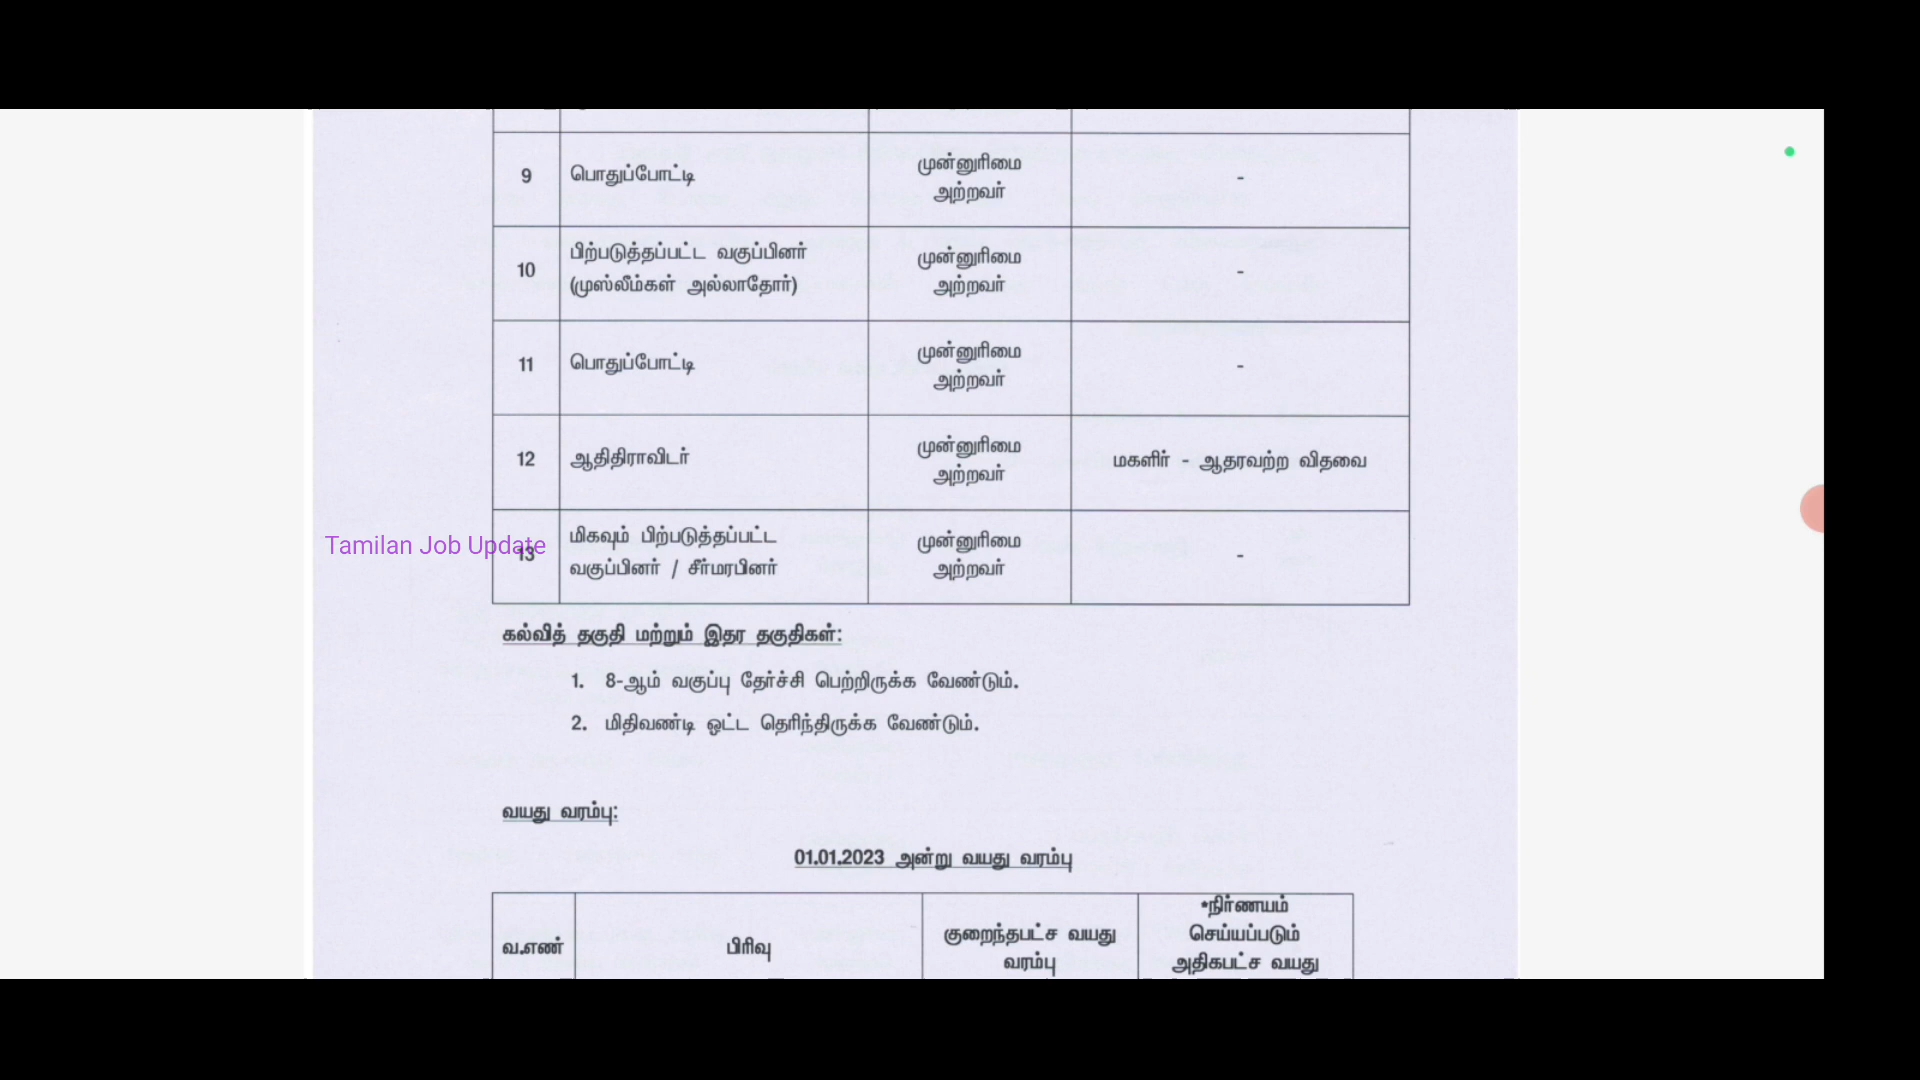 9 பொதுப்போட்டி முன்னுரிமை அற்றவர் -
10 பிற்படுத்தப்பட்ட வகுப்பினர் (முஸ்லீம்கள் அல்லாதோர்) முன்னுரிமை அற்றவர் -
11 பொதுப்போட்டி முன்னுரிமை அற்றவர் -
12 ஆதிதிராவிடர் முன்னுரிமை அற்றவர் மகளிர் - ஆதரவற்ற விதவை
Tamilan Job Update
13 மிகவும் பிற்படுத்தப்பட்ட வகுப்பினர் / சீர்மரபினர் முன்னுரிமை அற்றவர் -
கல்வித் தகுதி மற்றும் இதர தகுதிகள்:
1. 8-ஆம் வகுப்பு தேர்ச்சி பெற்றிருக்க வேண்டும்.
2. மிதிவண்டி ஓட்ட தெரிந்திருக்க வேண்டும்.
வயது வரம்பு:
01.01.2023 அன்று வயது வரம்பு
வ.எண் பிரிவு குறைந்தபட்ச வயது வரம்பு *நிர்ணயம் செய்யப்படும் அதிகபட்ச வயது